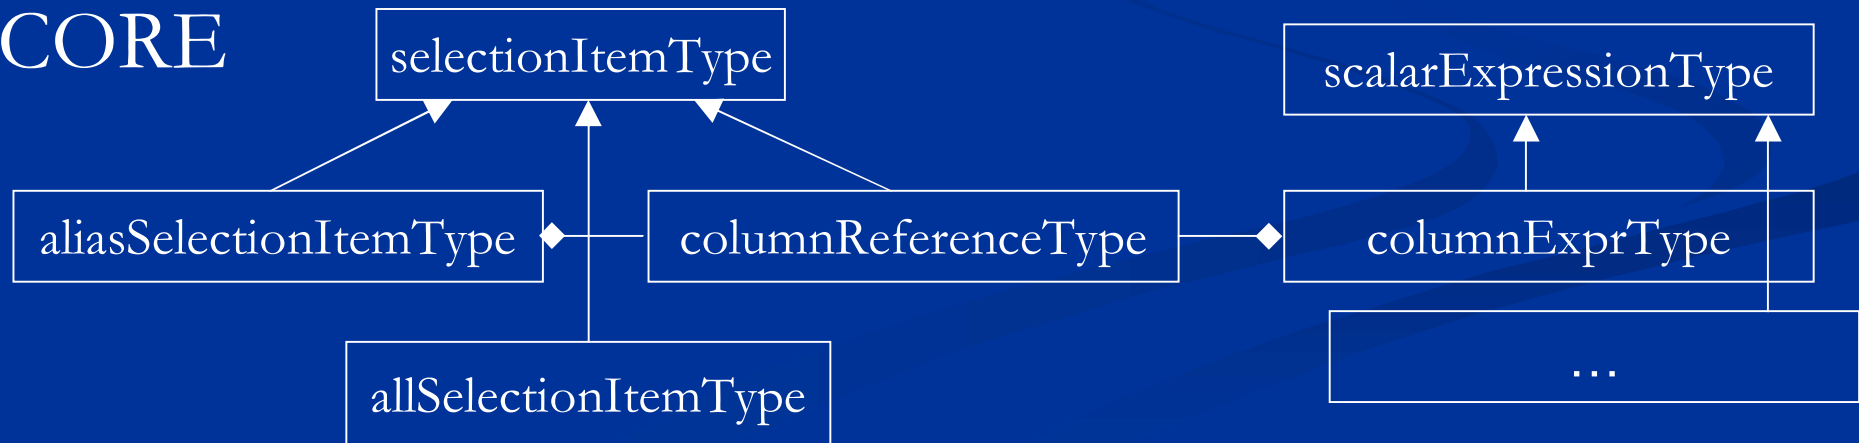 CORE
selectionItemType
scalarExpressionType
aliasSelectionItemType
columnReferenceType
columnExprType
...
allSelectionItemType